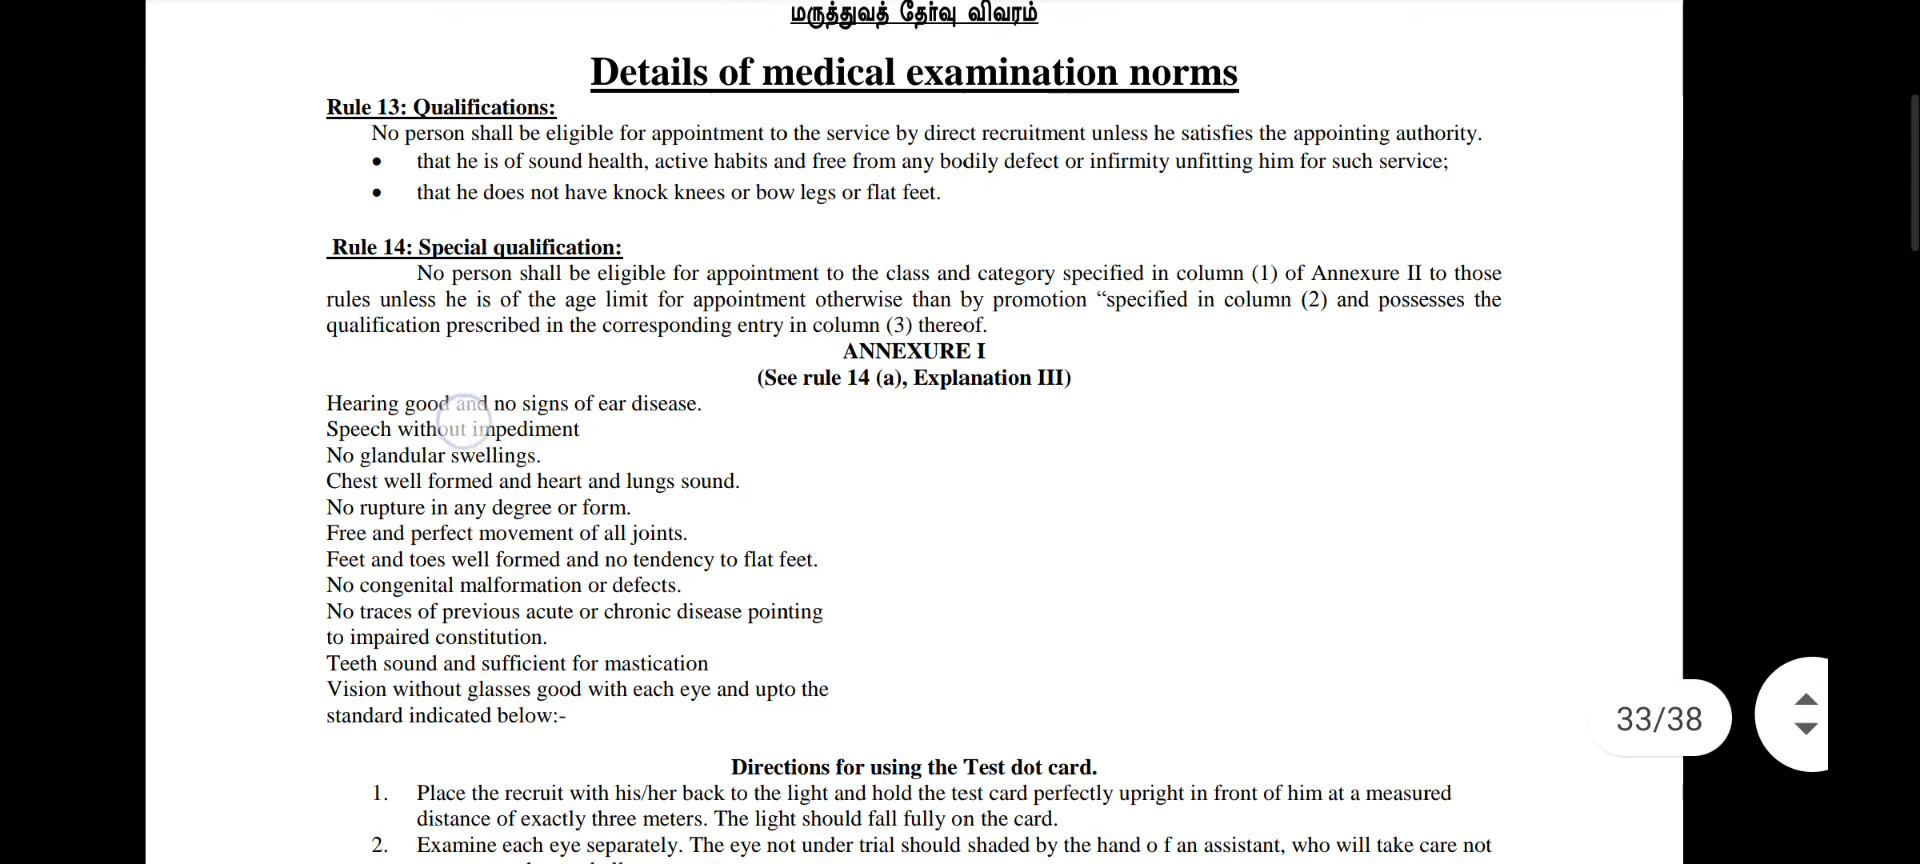 மருத்துவத் தேர்வு விவரம்
Details of medical examination norms
Rule 13: Qualifications:
No person shall be eligible for appointment to the service by direct recruitment unless he satisfies the appointing authority.
• that he is of sound health, active habits and free from any bodily defect or infirmity unfitting him for such service;
• that he does not have knock knees or bow legs or flat feet.
Rule 14: Special qualification:
No person shall be eligible for appointment to the class and category specified in column (1) of Annexure II to those
rules unless he is of the age limit for appointment otherwise than by promotion “specified in column (2) and possesses the
qualification prescribed in the corresponding entry in column (3) thereof.
ANNEXURE I
(See rule 14 (a), Explanation III)
Hearing good and no signs of ear disease.
Speech without impediment
No glandular swellings.
Chest well formed and heart and lungs sound.
No rupture in any degree or form.
Free and perfect movement of all joints.
Feet and toes well formed and no tendency to flat feet.
No congenital malformation or defects.
No traces of previous acute or chronic disease pointing
to impaired constitution.
Teeth sound and sufficient for mastication
Vision without glasses good with each eye and upto the
standard indicated below:-
33/38
Directions for using the Test dot card.
1. Place the recruit with his/her back to the light and hold the test card perfectly upright in front of him at a measured
distance of exactly three meters. The light should fall fully on the card.
2. Examine each eye separately. The eye not under trial should shaded by the hand o f an assistant, who will take care not